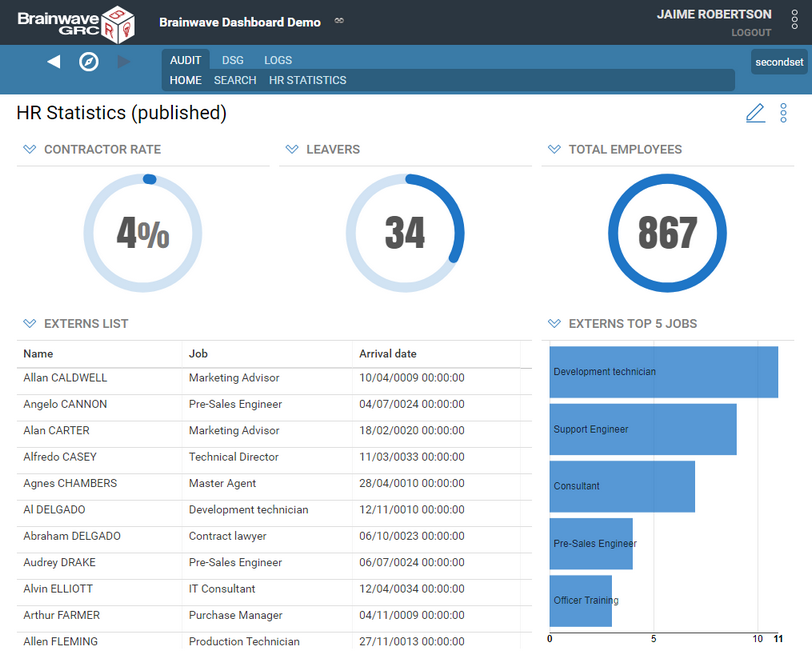 Brainwave
GRC
Brainwave Dashboard Demo
JAIME ROBERTSON
LOGOUT
AUDIT DSG LOGS
HOME SEARCH HR STATISTICS
secondset
HR Statistics (published)
CONTRACTOR RATE
LEAVERS
TOTAL EMPLOYEES
4%
34
867
EXTERNS LIST
Name Job Arrival date
Allan CALDWELL Marketing Advisor 10/04/0009 00:00:00
Angelo CANNON Pre-Sales Engineer 04/07/0024 00:00:00
Alan CARTER Marketing Advisor 18/02/0020 00:00:00
Alfredo CASEY Technical Director 11/03/0033 00:00:00
Agnes CHAMBERS Master Agent 28/04/0010 00:00:00
Al DELGADO Development technician 12/11/0010 00:00:00
Abraham DELGADO Contract lawyer 06/10/0023 00:00:00
Audrey DRAKE Pre-Sales Engineer 06/07/0024 00:00:00
Alvin ELLIOTT IT Consultant 12/04/0034 00:00:00
Arthur FARMER Purchase Manager 04/11/0009 00:00:00
Allen FLEMING Production Technician 27/11/0013 00:00:00
EXTERNS TOP 5 JOBS
Development technician
Support Engineer
Consultant
Pre-Sales Engineer
Officer Training
0 5 10 11